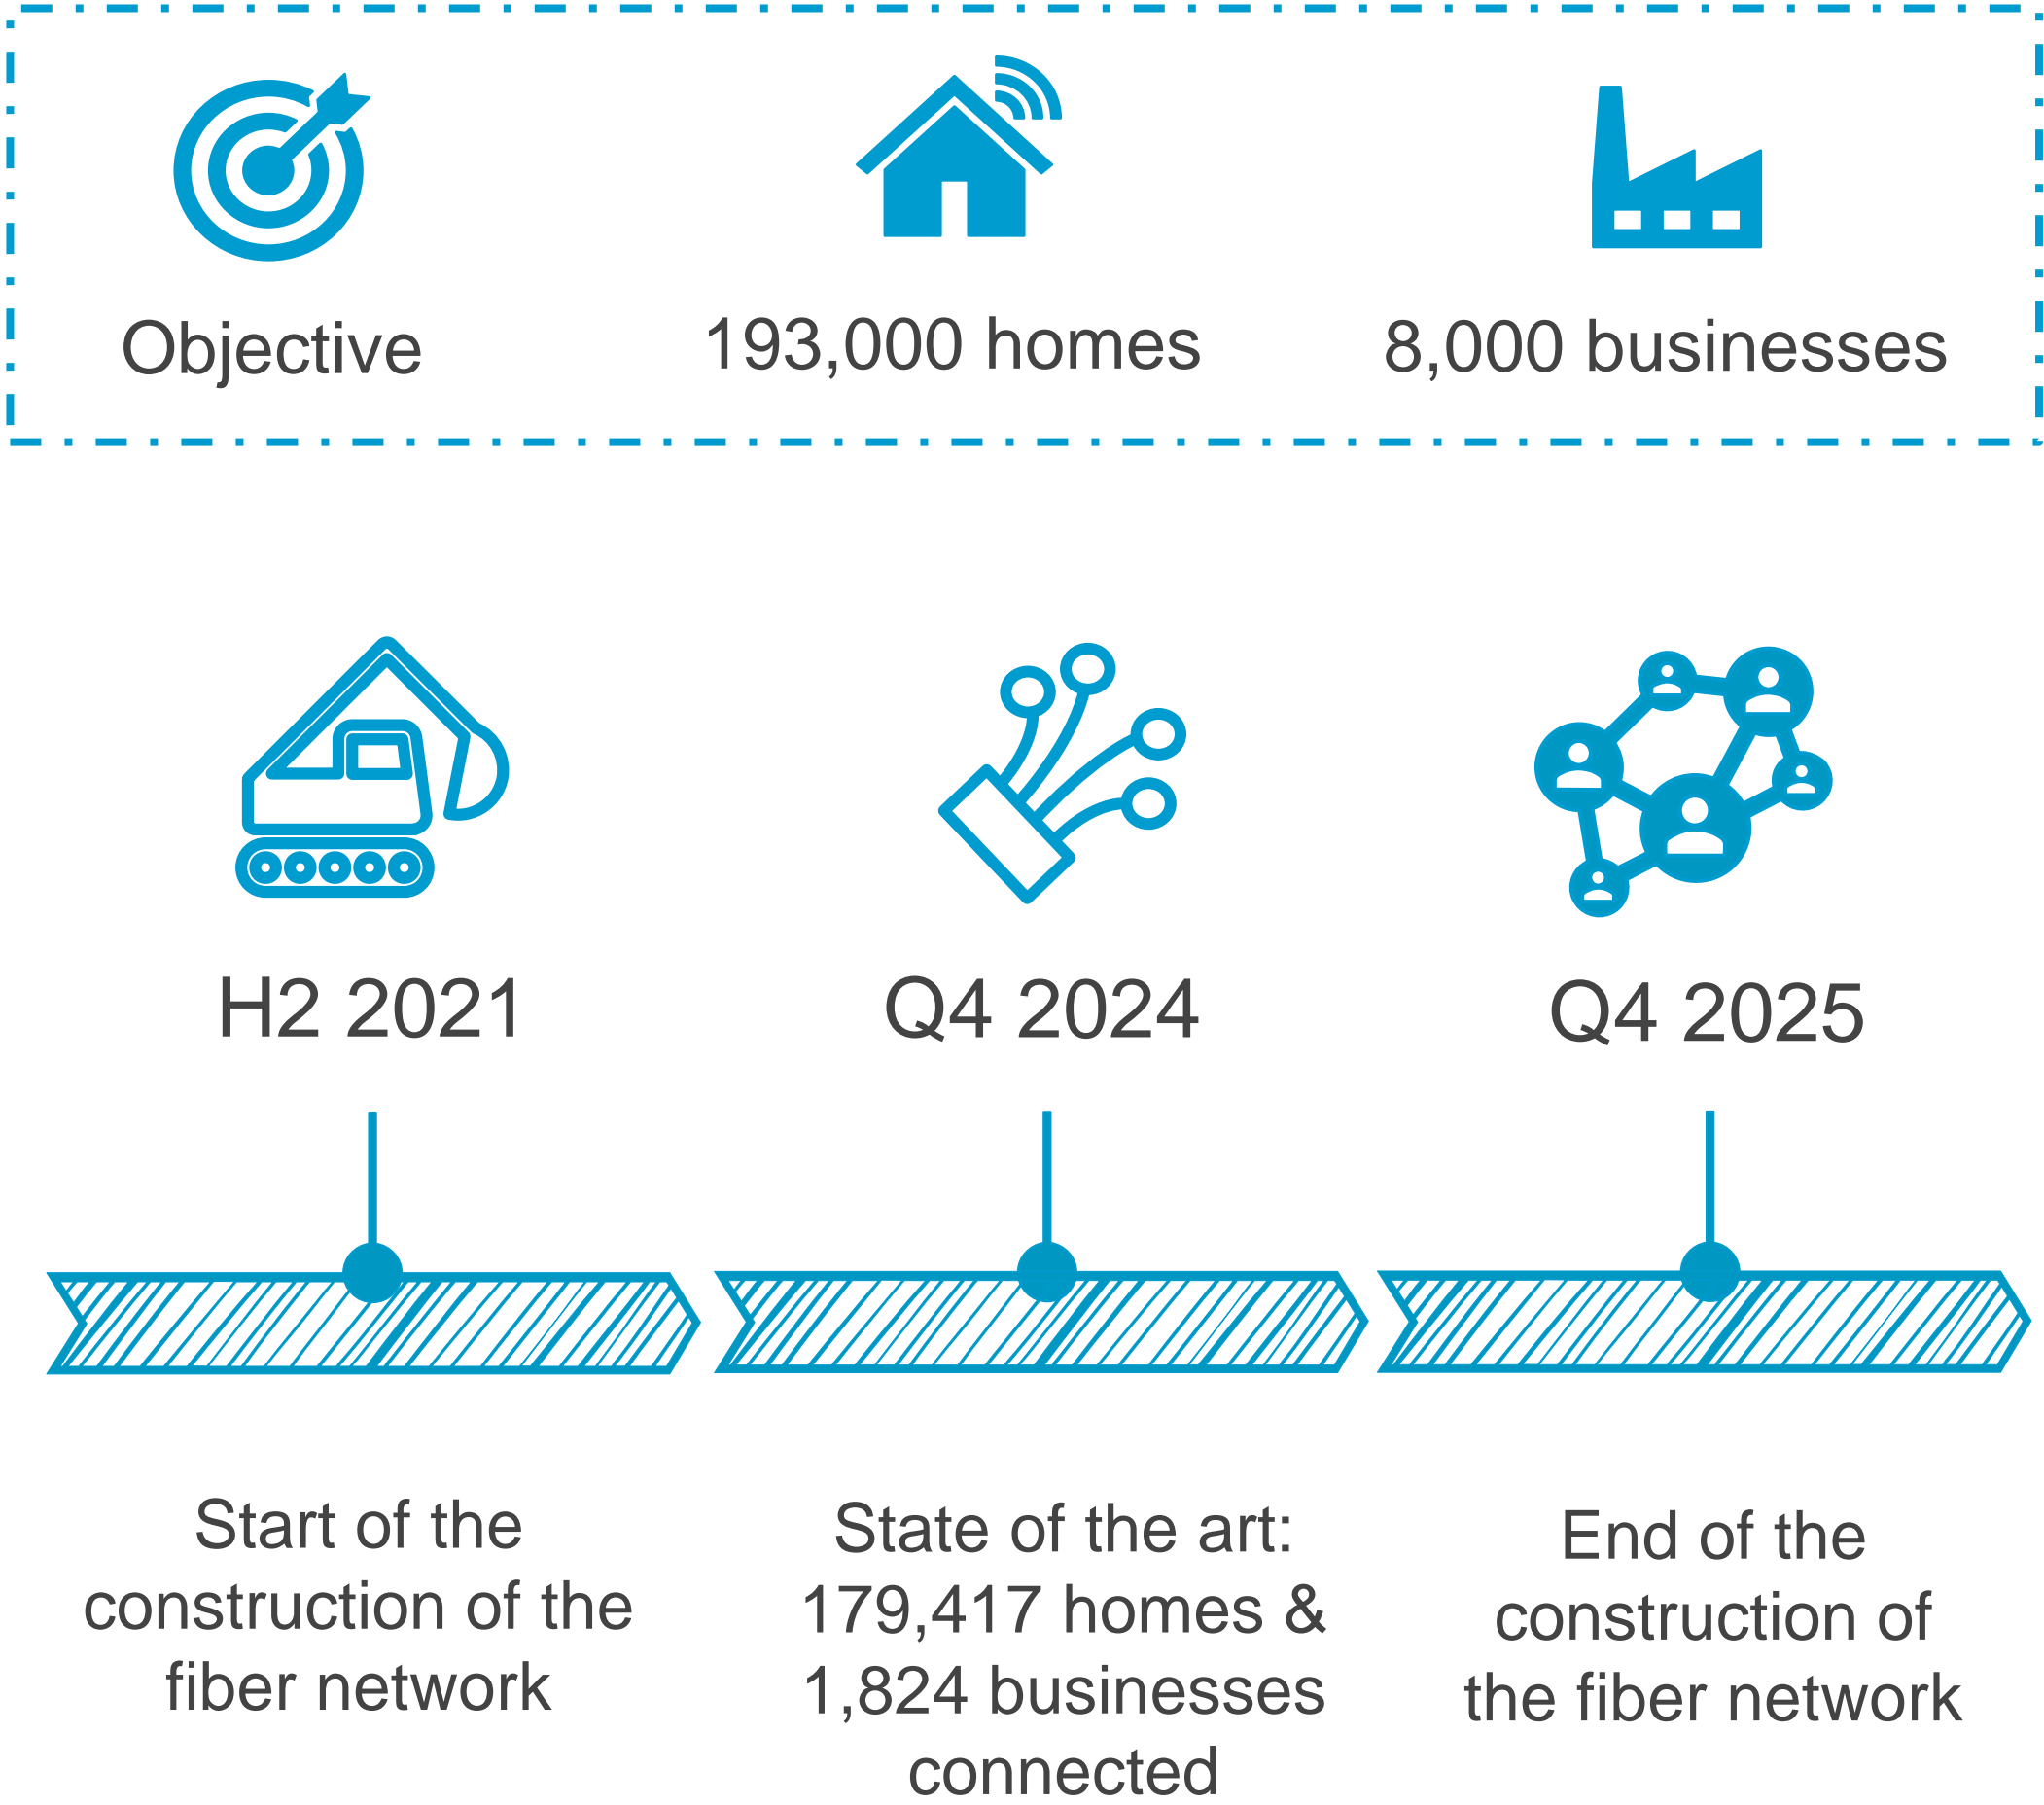 Objective
193,000 homes
8,000 businesses
H2 2021
Q4 2024
Q4 2025
Start of the
construction of the
fiber network
State of the art:
179,417 homes &
1,824 businesses
connected
End of the
construction of
the fiber network